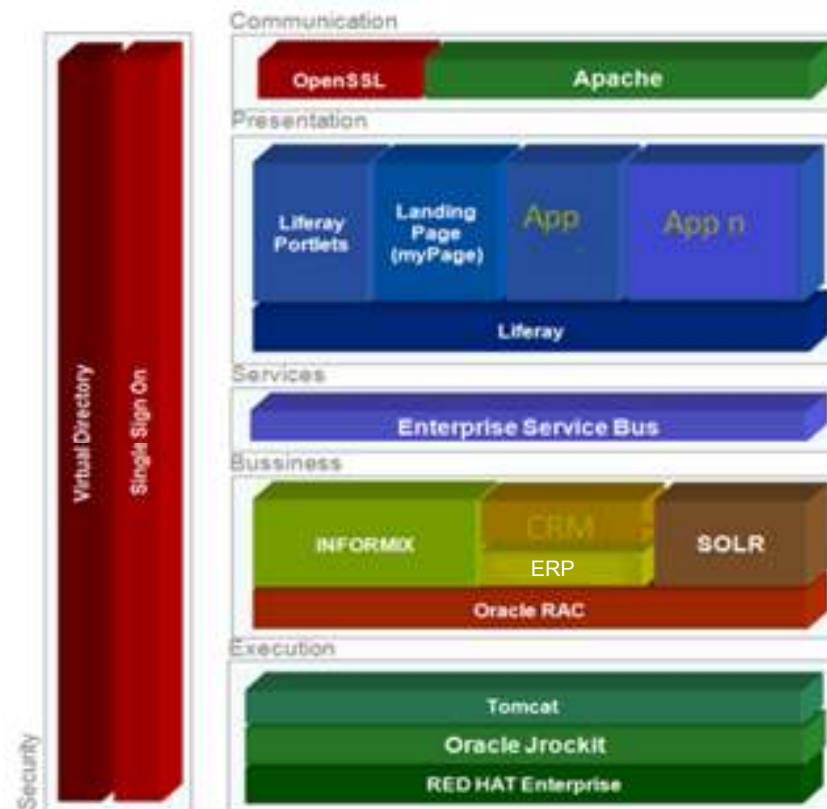 Communication
OpenSSL
Apache
Presentation
Liferay
Portlets
Landing
Page
(myPage)
App
App n
Liferay
Services
Enterprise Service Bus
Bussiness
INFORMIX
CRM
ERP
SOLR
Oracle RAC
Execution
Tomcat
Oracle Jrockit
RED HAT Enterprise
Virtual Directory
Single Sign On
Security